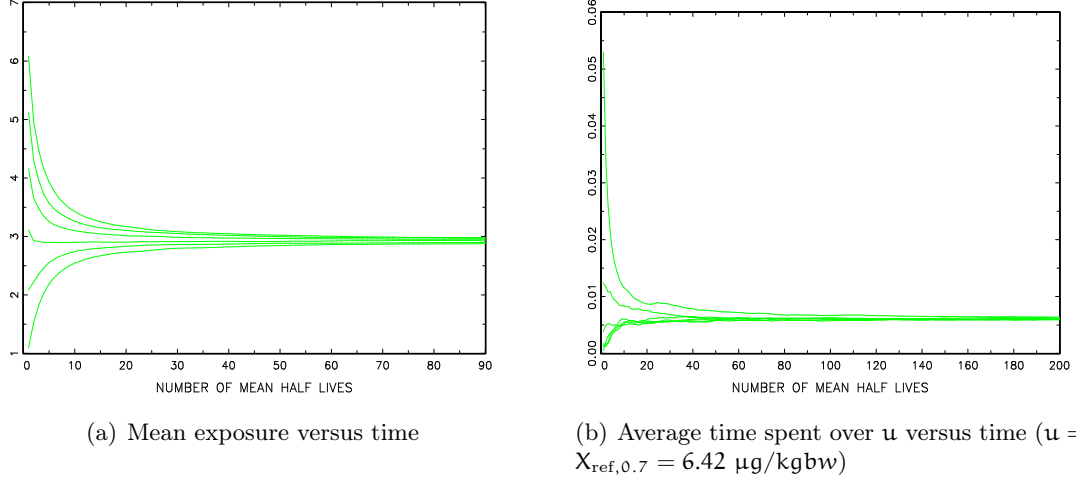 7
6
5
4
3
2
1
0 10 20 30 40 50 60 70 80 90
NUMBER OF MEAN HALF LIVES
(a) Mean exposure versus time
0.06
0.05
0.04
0.03
0.02
0.01
0.00
0 20 40 60 80 100 120 140 160 180 200
NUMBER OF MEAN HALF LIVES
(b) Average time spent over u versus time (u =
Xref,0.7 = 6.42 μg/kgbw)